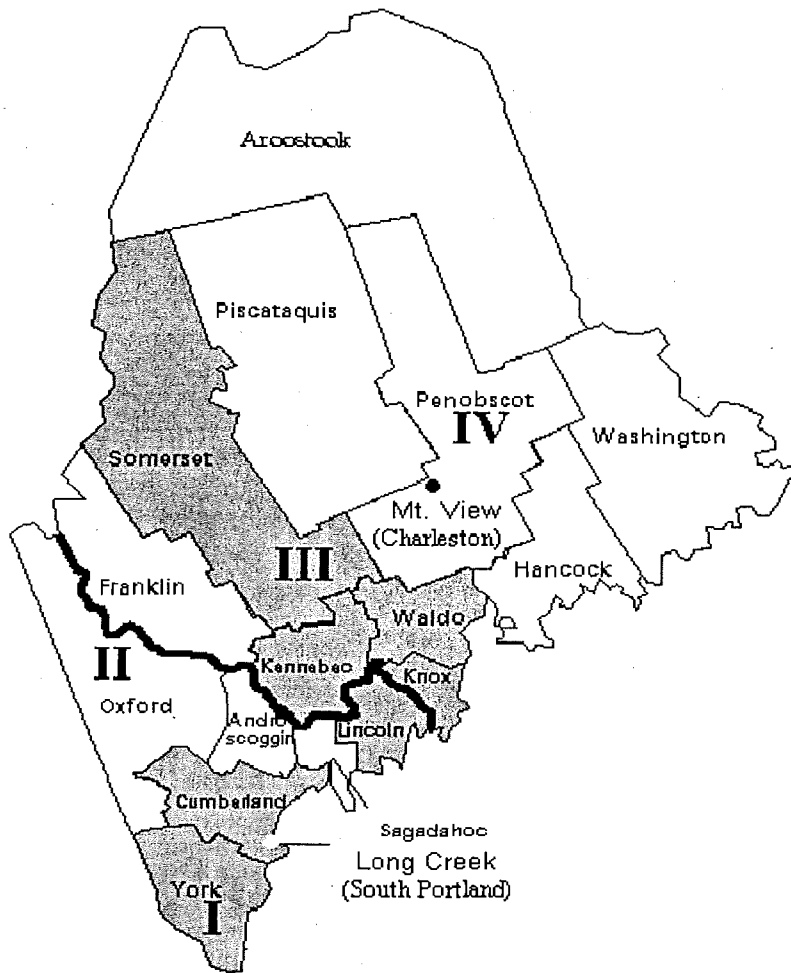 Aroostook
Piscataquis
Penobscot
IV
Washington
Somerset
Mt. View
(Charleston)
III
Hancock
Franklin
Waldo
II
Kennebec
Knox
Oxford
Andro
scoggin
Lincoln
Cumberland
Sagadahoc
Long Creek
(South Portland)
York
I